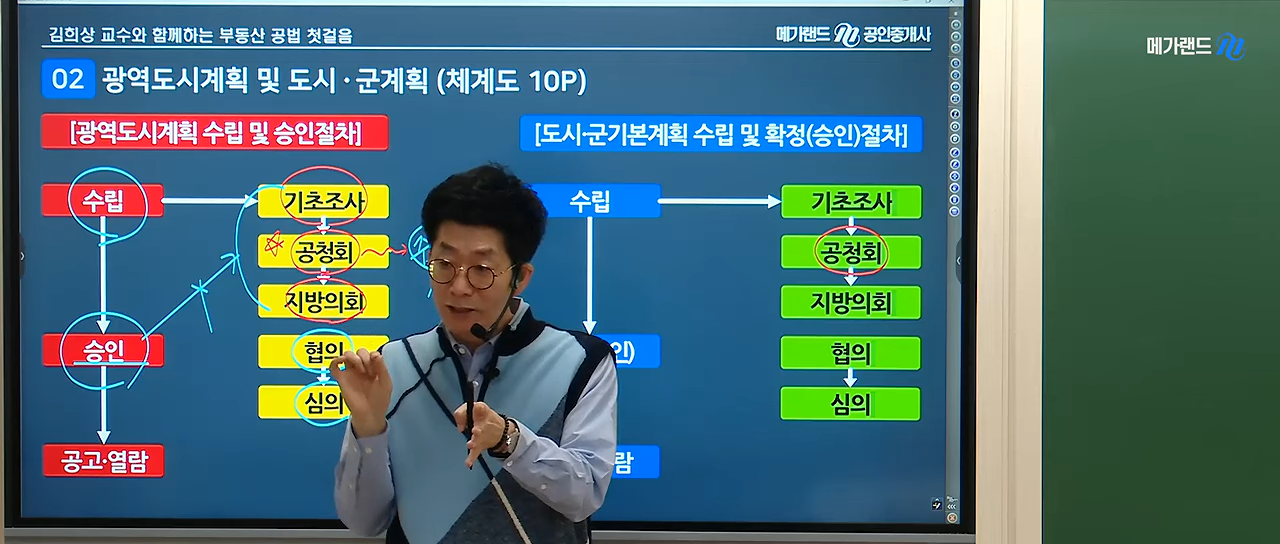 김희상 교수와 함께하는 부동산 공법 첫걸음
메가랜드 공인중개사
메가랜드
02 광역도시계획 및 도시·군계획 (체계도 10P)
[광역도시계획 수립 및 승인절차]
[도시·군기본계획 수립 및 확정(승인)절차]
수립
기초조사
공청회
지방의회
승인
협의
심의
공고·열람
수립
기초조사
공청회
지방의회
인)
협의
심의
람